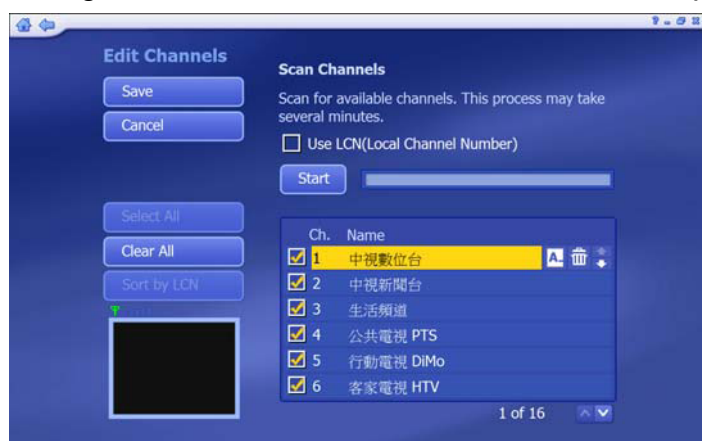 Edit Channels
Save
Cancel
Select All
Clear All
Sort by LCN
Scan Channels
Scan for available channels. This process may take
several minutes.
Use LCN(Local Channel Number)
Start
Ch. Name
1 中視數位台 A
2 中視新聞台
3 生活頻道
4 公共電視 PTS
5 行動電視 DiMo
6 客家電視 HTV
1 of 16